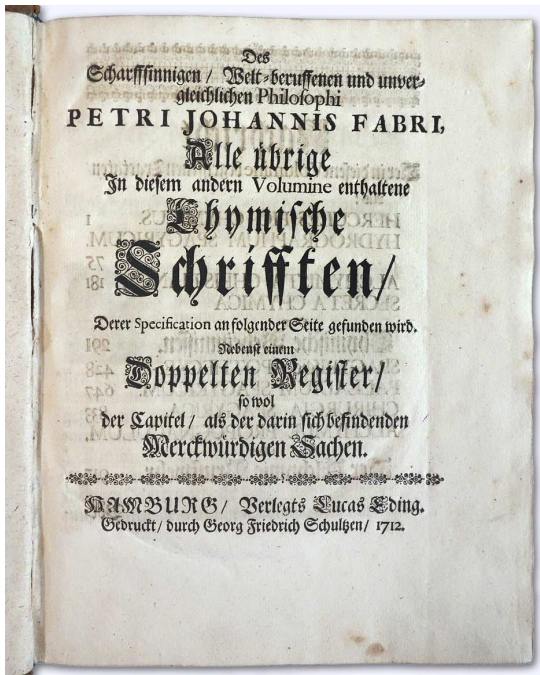 Des
Scharffsinnigen / Welt-beruffenen und unver-
gleichlichen Philosophi
PETRI JOHANNIS FABRI,
Alle übrige
In diesem andern Volumine enthaltene
Chymische
Schrifften/
Derer Specification an folgender Seite gefunden wird.
Nebenst einem
Doppelten Register/
so wol
der Capitel/ als der darin sich befindenden
Merckwürdigen Sachen.
HAMBURG/ Verlegts Lucas Eding.
Gedruckt/ durch Georg Friedrich Schultzen/ 1712.